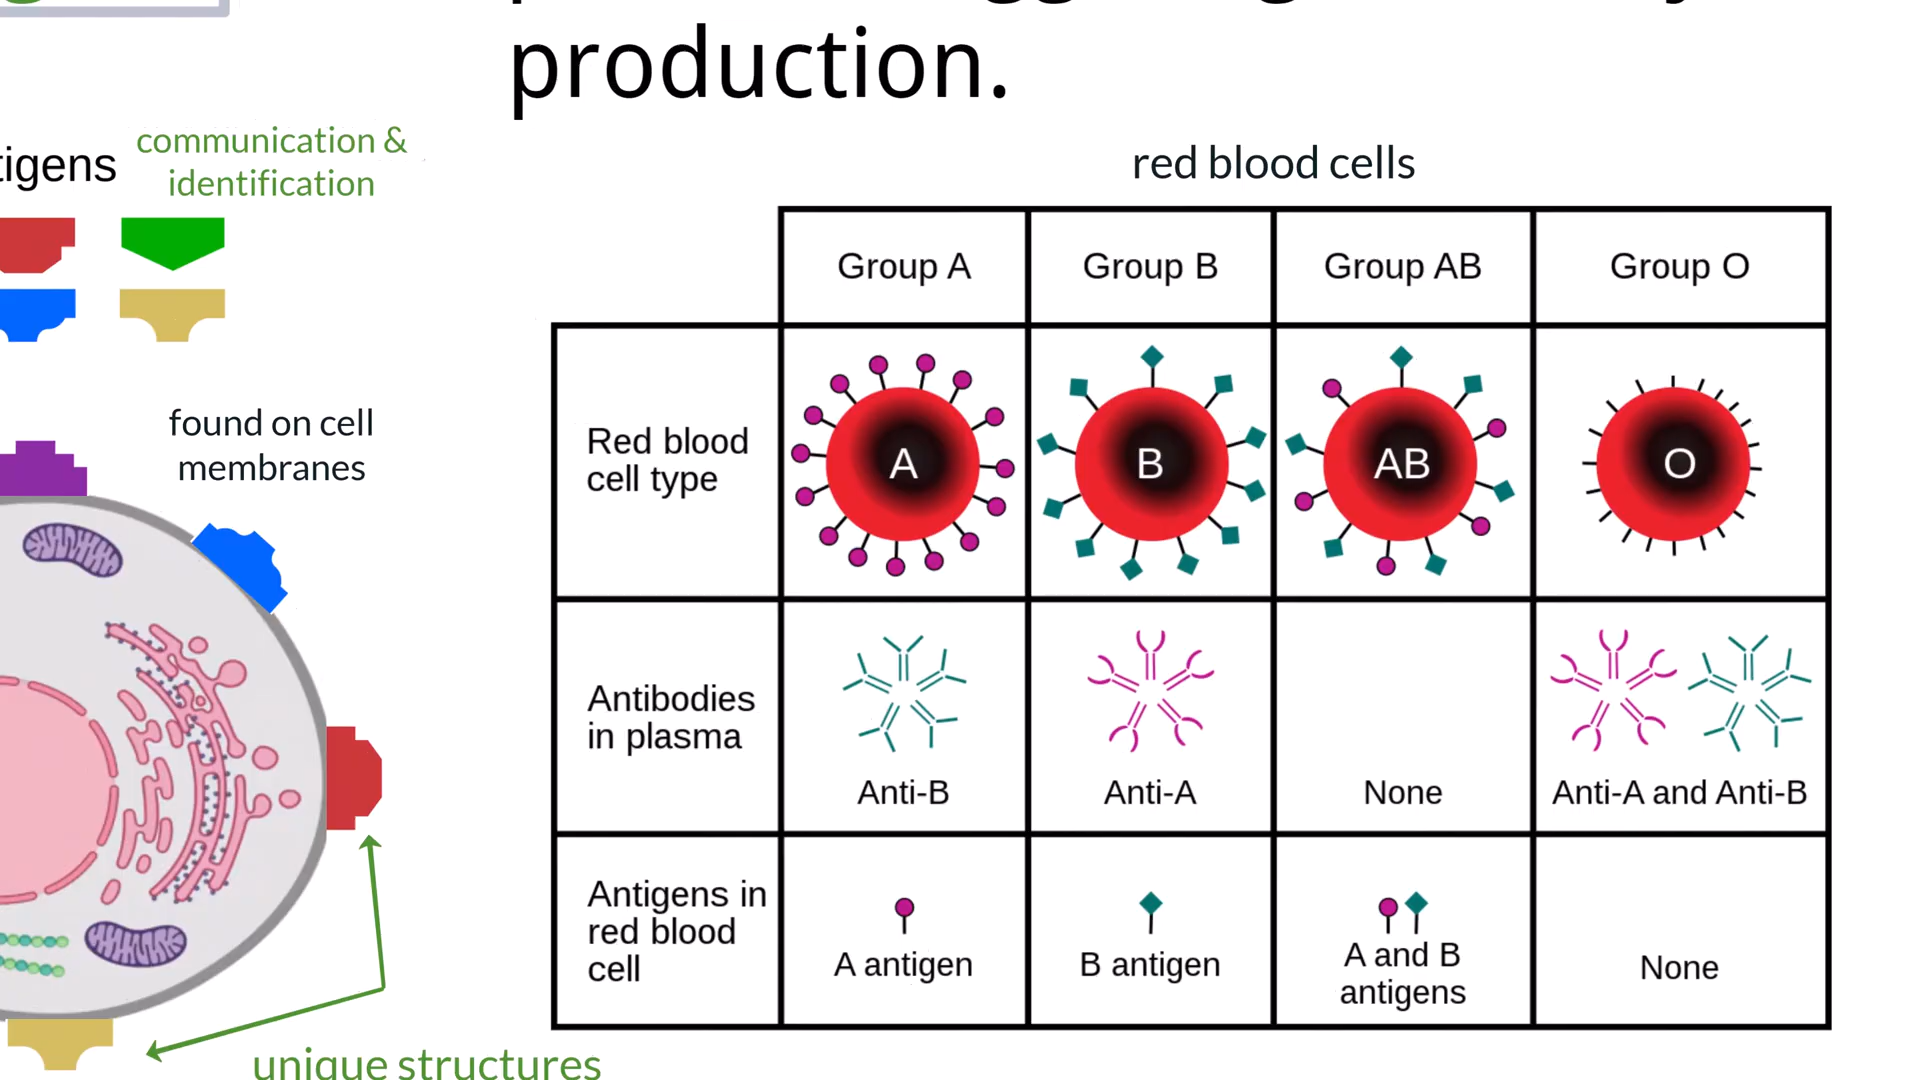 production.
communication &
identification
tigens
found on cell
membranes
unique structures
red blood cells
Group A
Group B
Group AB
Group O
Red blood
cell type
A
B
AB
O
Antibodies
in plasma
Anti-B
Anti-A
None
Anti-A and Anti-B
Antigens in
red blood
cell
A antigen
B antigen
A and B
antigens
None